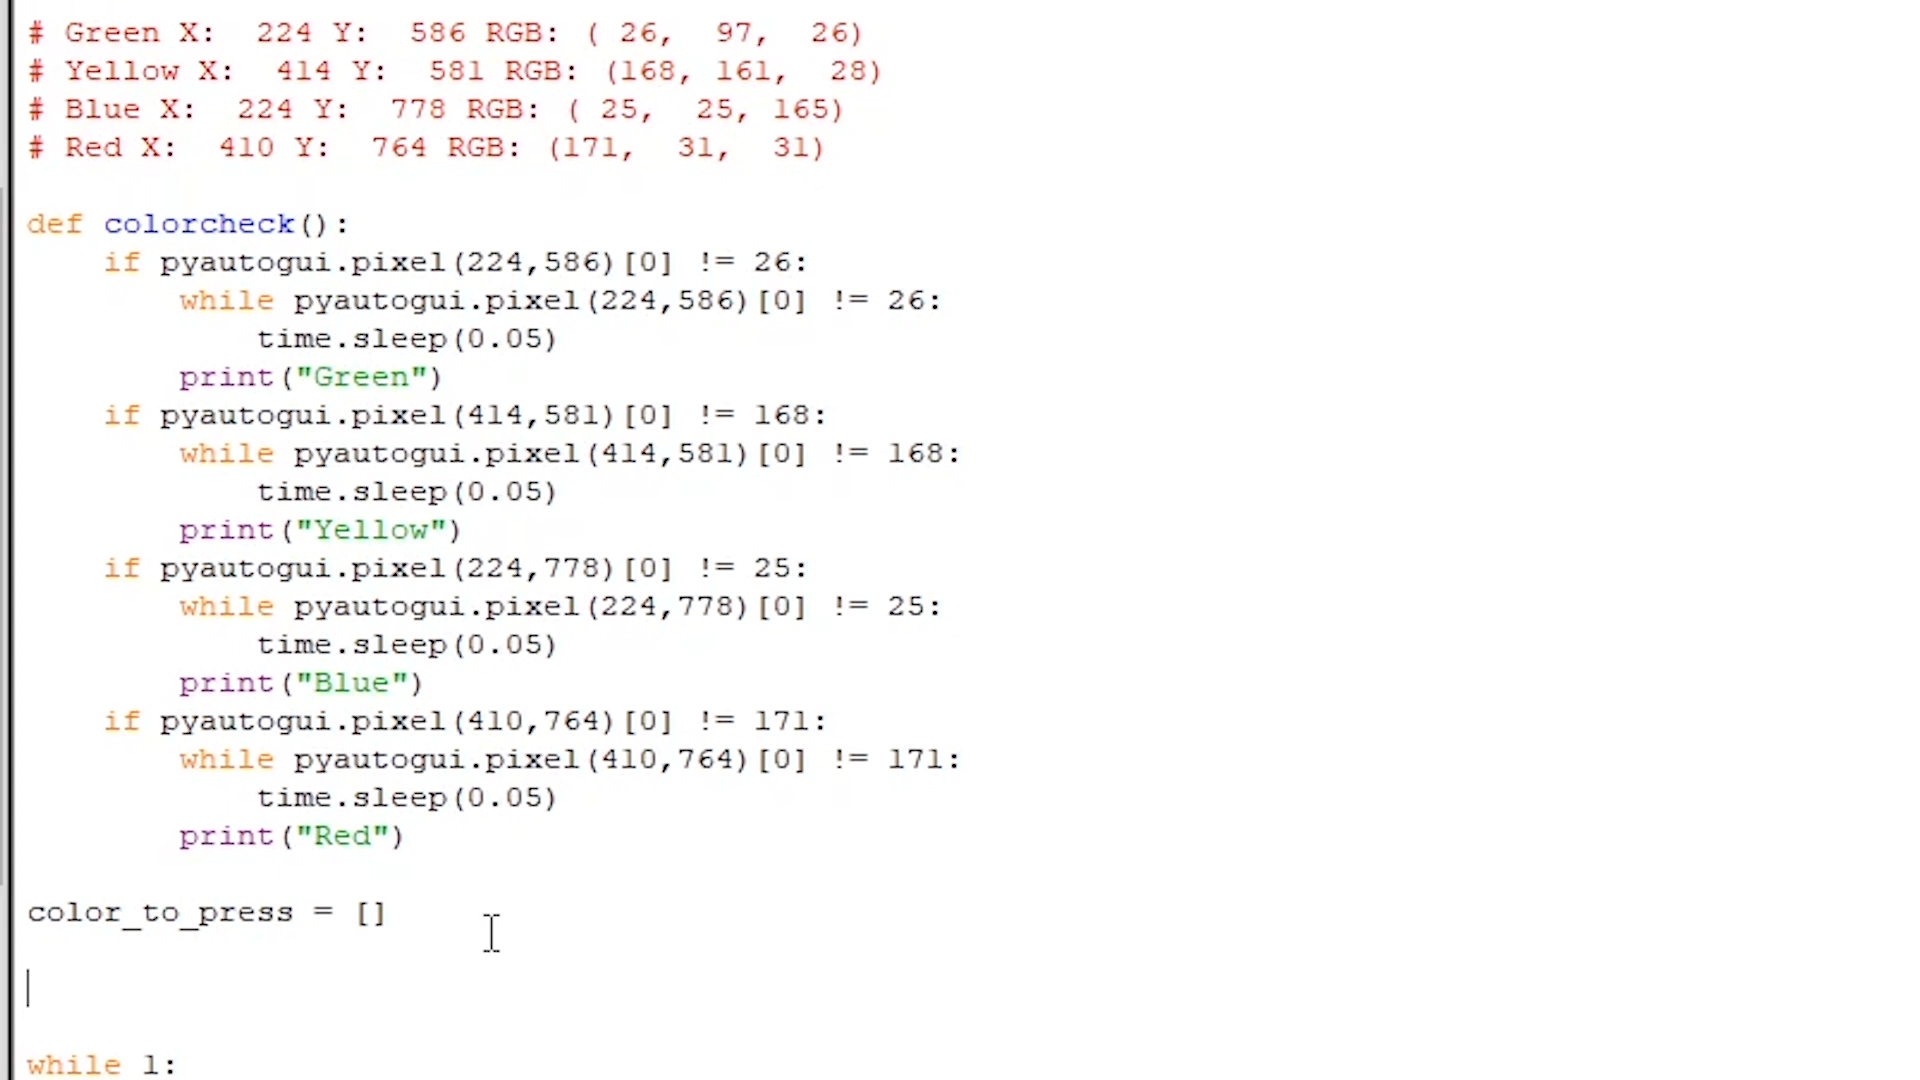 # Green X:  224 Y:  586 RGB: ( 26,  97,  26)
# Yellow X:  414 Y:  581 RGB: (168, 161,  28)
# Blue X:  224 Y:  778 RGB: ( 25,  25, 165)
# Red X:  410 Y:  764 RGB: (171,  31,  31)
def colorcheck():
    if pyautogui.pixel(224,586)[0] != 26:
        while pyautogui.pixel(224,586)[0] != 26:
            time.sleep(0.05)
        print("Green")
    if pyautogui.pixel(414,581)[0] != 168:
        while pyautogui.pixel(414,581)[0] != 168:
            time.sleep(0.05)
        print("Yellow")
    if pyautogui.pixel(224,778)[0] != 25:
        while pyautogui.pixel(224,778)[0] != 25:
            time.sleep(0.05)
        print("Blue")
    if pyautogui.pixel(410,764)[0] != 171:
        while pyautogui.pixel(410,764)[0] != 171:
            time.sleep(0.05)
        print("Red")
color_to_press = []
while 1: